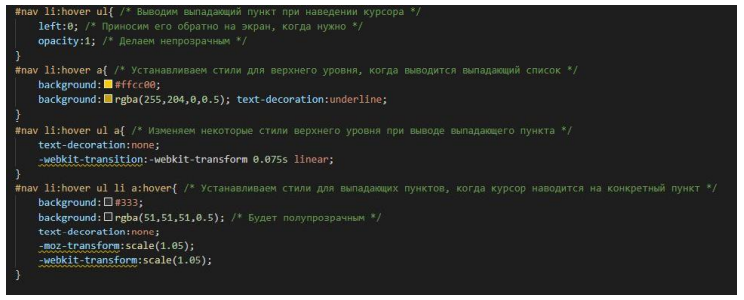 #nav li:hover ul{ /* Выводим выпадающий пункт при наведении курсора */
left:0; /* Приносим его обратно на экран, когда нужно */
opacity:1; /* Делаем непрозрачным */
}
#nav li:hover a{ /* Устанавливаем стили для верхнего уровня, когда выводится выпадающий список */
background:#ffcc00;
background:rgba(255,204,0,0.5); text-decoration:underline;
}
#nav li:hover ul a{ /* Изменяем некоторые стили верхнего уровня при выводе выпадающего пункта */
text-decoration:none;
-webkit-transition:-webkit-transform 0.075s linear;
}
#nav li:hover ul li a:hover{ /* Устанавливаем стили для выпадающих пунктов, когда курсор наводится на конкретный пункт */
background:#333;
background:rgba(51,51,51,0.5); /* Будет полупрозрачным */
text-decoration:none;
-moz-transform:scale(1.05);
-webkit-transform:scale(1.05);
}